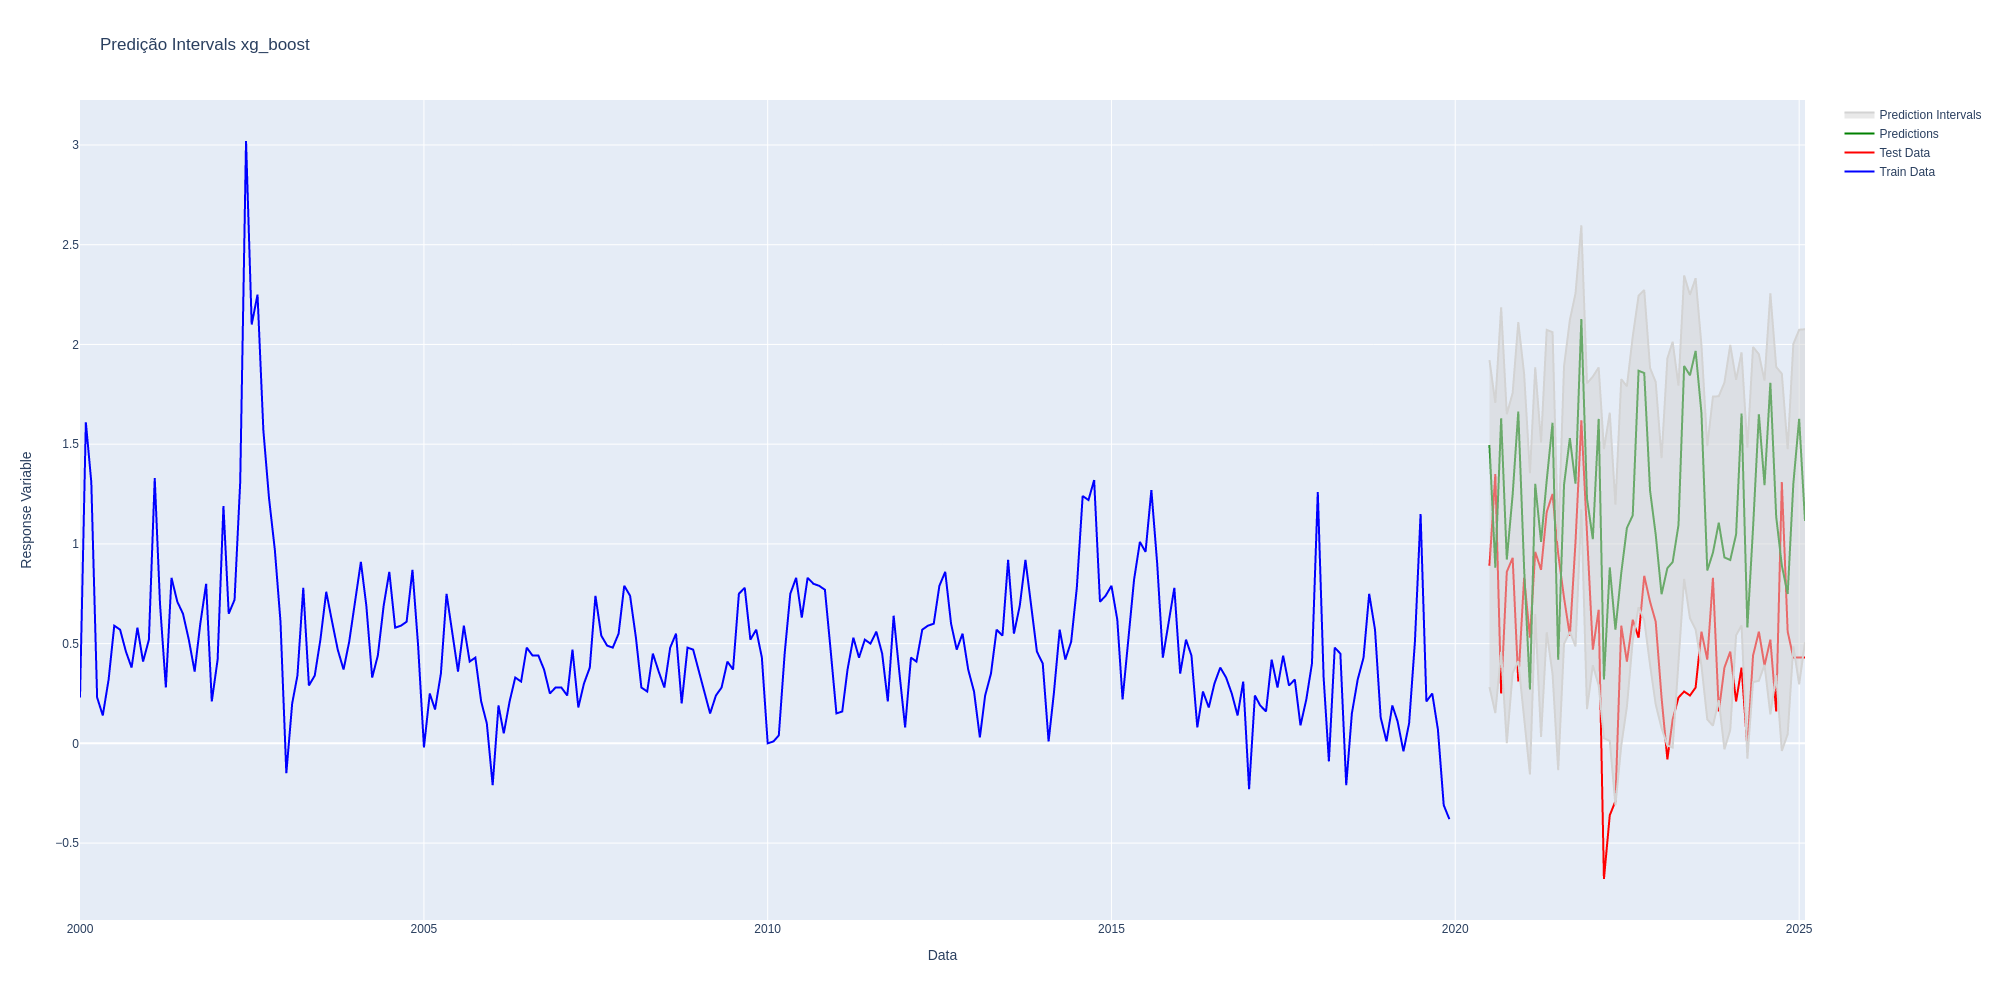 Predição Intervals xg_boost
Prediction Intervals
Predictions
Test Data
Train Data
Response Variable
3
2.5
2
1.5
1
0.5
0
−0.5
2000
2005
2010
2015
2020
2025
Data